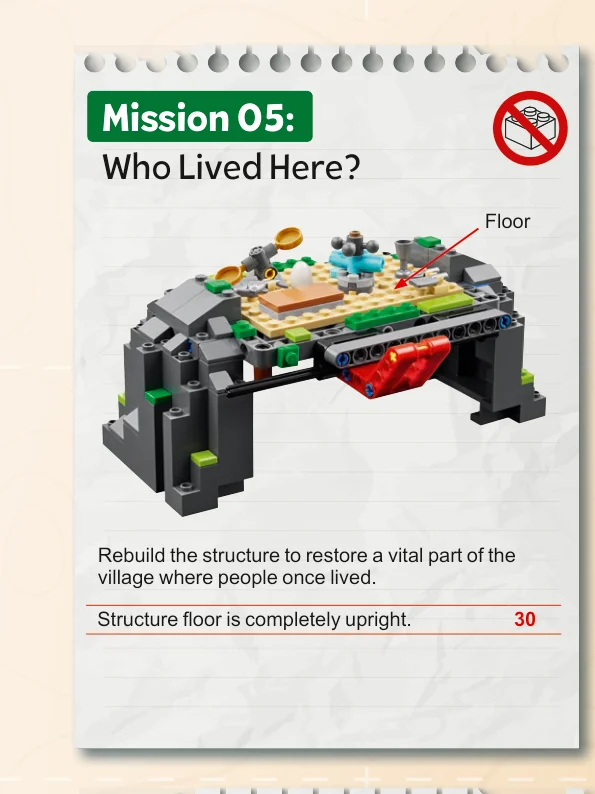 Mission 05:
Who Lived Here?
Floor
Rebuild the structure to restore a vital part of the
village where people once lived.
Structure floor is completely upright. 30